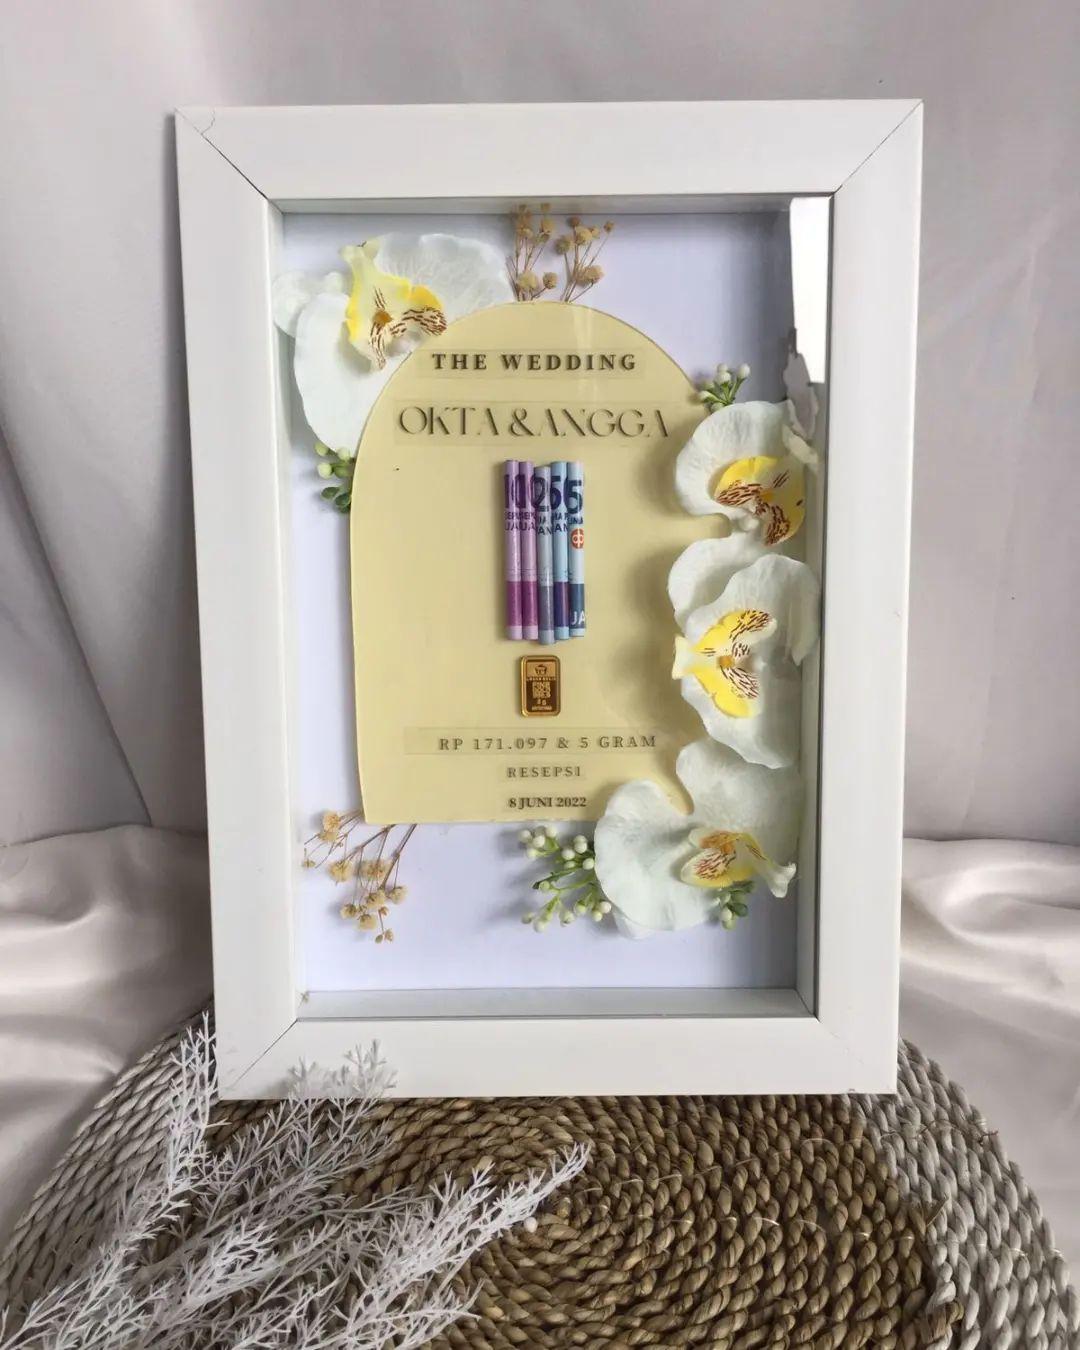 THE WEDDING
OKTA & ANGGA
RP 171.097 & 5 GRAM
RESEPSI
8 JUNI 2022